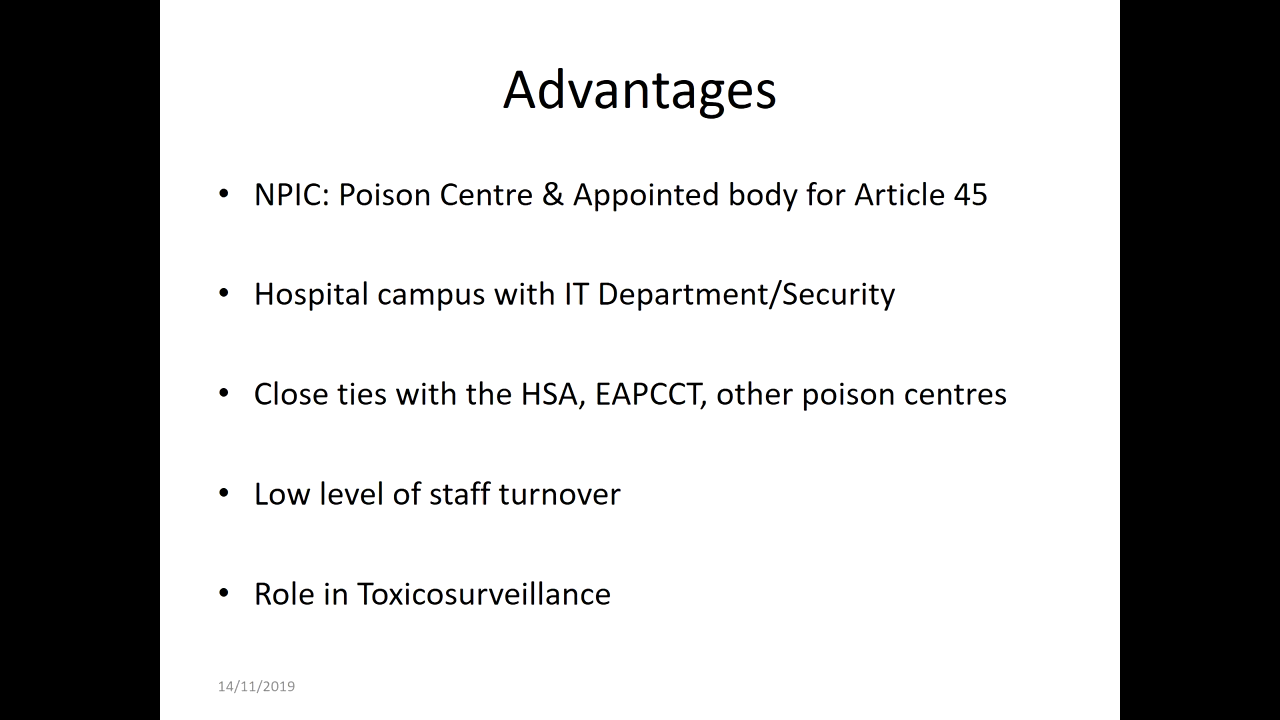 Advantages
• NPIC: Poison Centre & Appointed body for Article 45
• Hospital campus with IT Department/Security
• Close ties with the HSA, EAPCCT, other poison centres
• Low level of staff turnover
• Role in Toxicosurveillance
14/11/2019